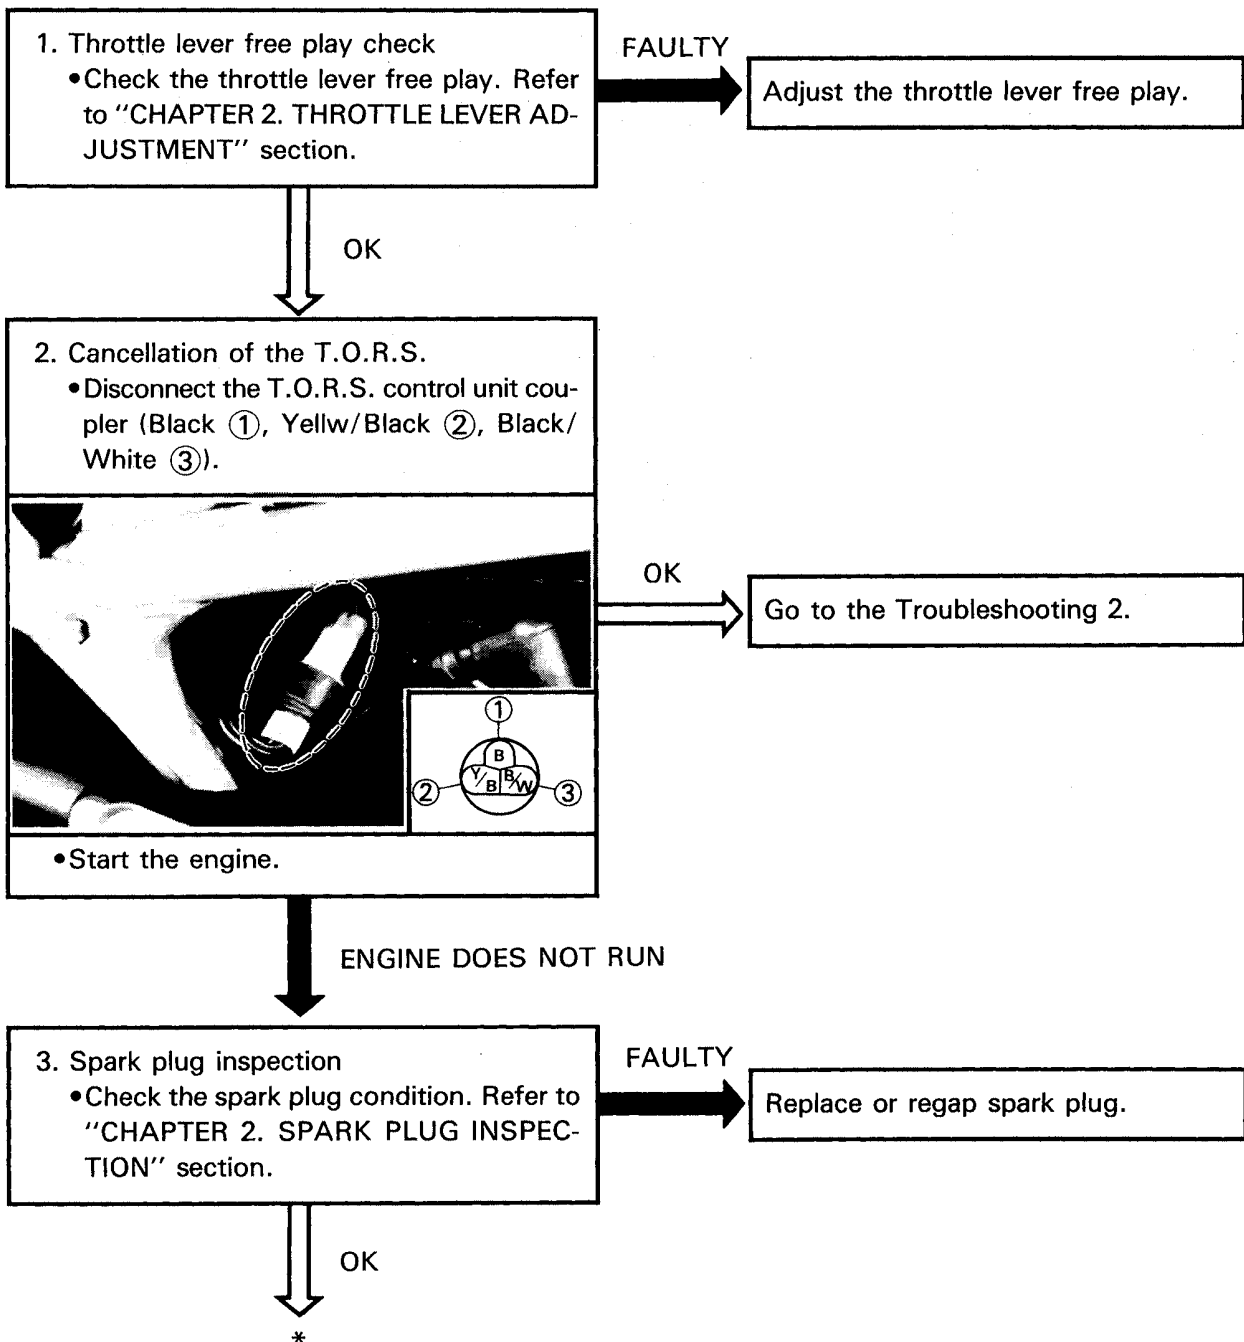 1. Throttle lever free play check
•Check the throttle lever free play. Refer
to "CHAPTER 2. THROTTLE LEVER AD-
JUSTMENT" section.
FAULTY
Adjust the throttle lever free play.
OK
2. Cancellation of the T.O.R.S.
•Disconnect the T.O.R.S. control unit cou-
pler (Black ①, Yellw/Black ②, Black/
White ③).
OK
Go to the Troubleshooting 2.
①
B
Y/B
B/W
②
③
•Start the engine.
ENGINE DOES NOT RUN
3. Spark plug inspection
•Check the spark plug condition. Refer to
"CHAPTER 2. SPARK PLUG INSPEC-
TION" section.
FAULTY
Replace or regap spark plug.
OK
*